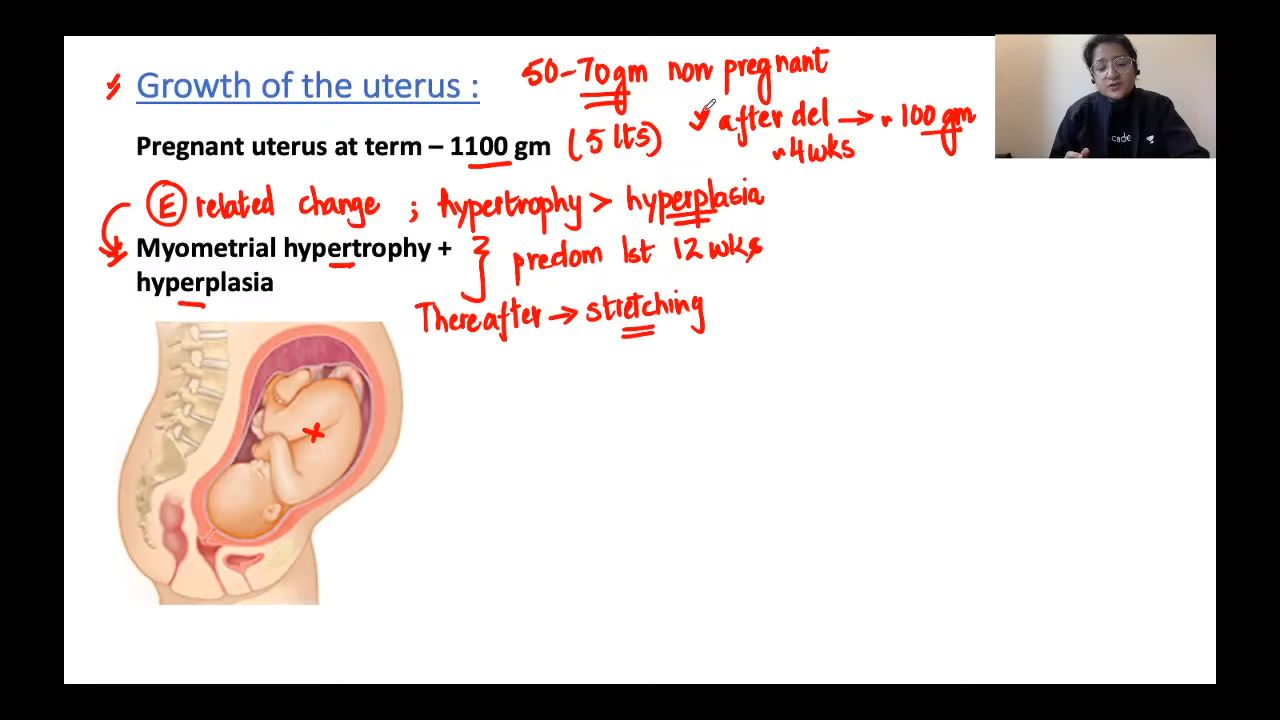 Growth of the uterus :
50-70gm non pregnant
after del → ~ 100 gm
~ 4wks
Pregnant uterus at term – 1100 gm (5 lts)
E related change ; hypertrophy > hyperplasia
Myometrial hypertrophy +
hyperplasia
} predom 1st 12 wks
Thereafter → stretching
cade